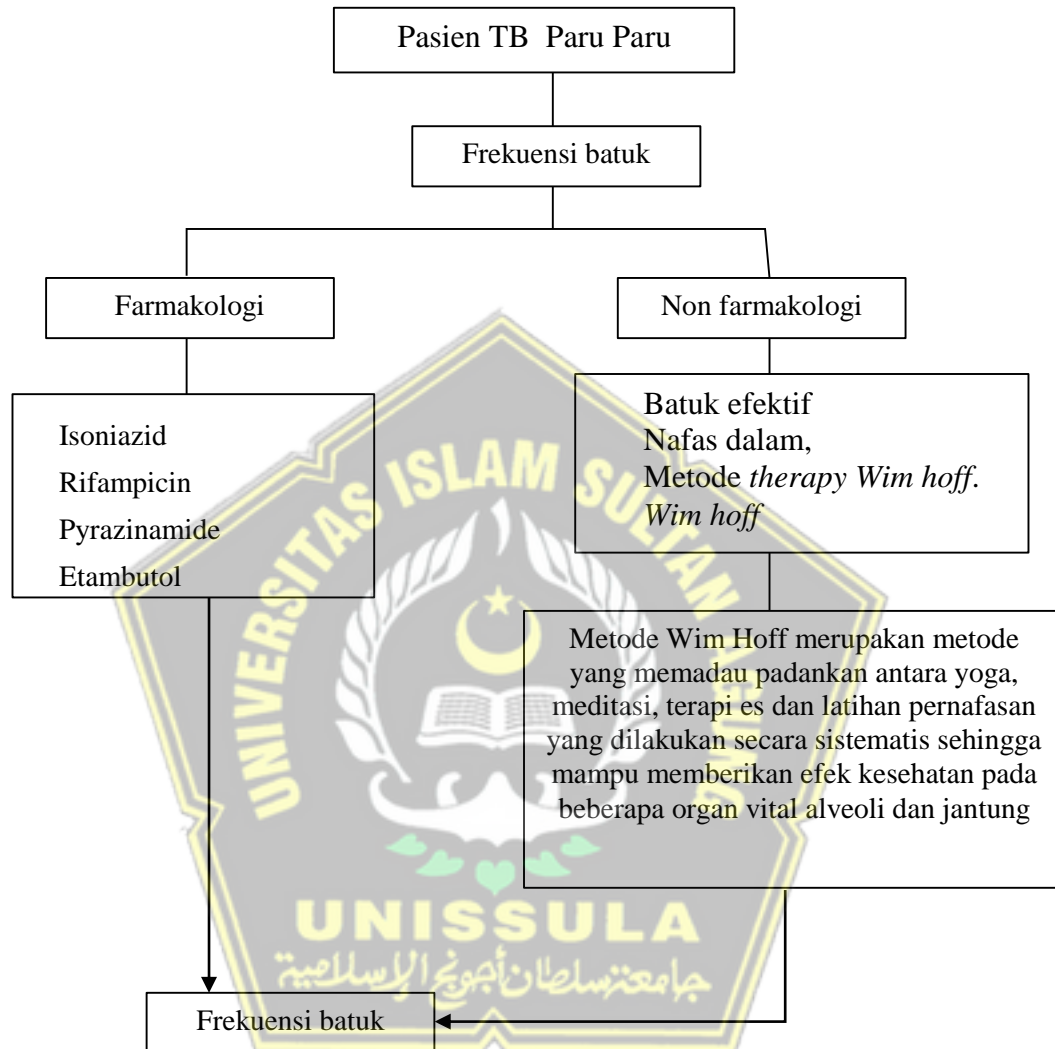 Pasien TB Paru Paru
Frekuensi batuk
Farmakologi
Non farmakologi
Isoniazid
Rifampicin
Pyrazinamide
Etambutol
Batuk efektif
Nafas dalam,
Metode therapy Wim hoff.
Wim hoff
Metode Wim Hoff merupakan metode
yang memadau padankan antara yoga,
meditasi, terapi es dan latihan pernafasan
yang dilakukan secara sistematis sehingga
mampu memberikan efek kesehatan pada
beberapa organ vital alveoli dan jantung
UNIVERSITAS ISLAM SULTAN AGUNG
UNISSULA
جامعة سلطان أجونج الإسلامية
Frekuensi batuk